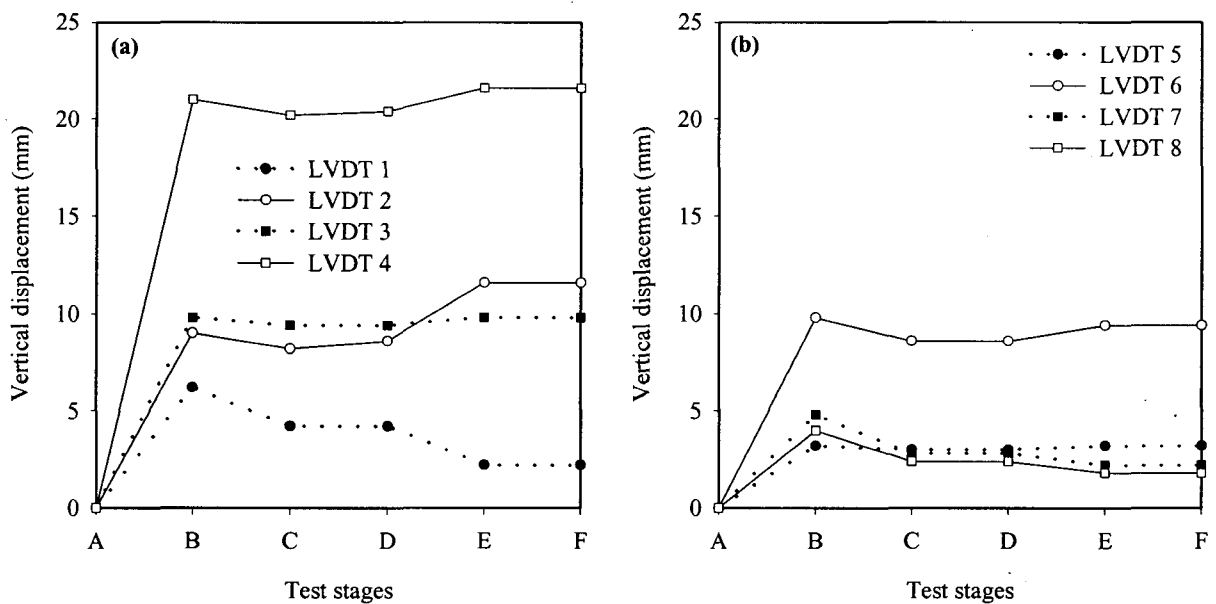 (a)
25
20
15
10
5
0
Vertical displacement (mm)
LVDT 1
LVDT 2
LVDT 3
LVDT 4
A B C D E F
Test stages
(b)
25
20
15
10
5
0
Vertical displacement (mm)
LVDT 5
LVDT 6
LVDT 7
LVDT 8
A B C D E F
Test stages